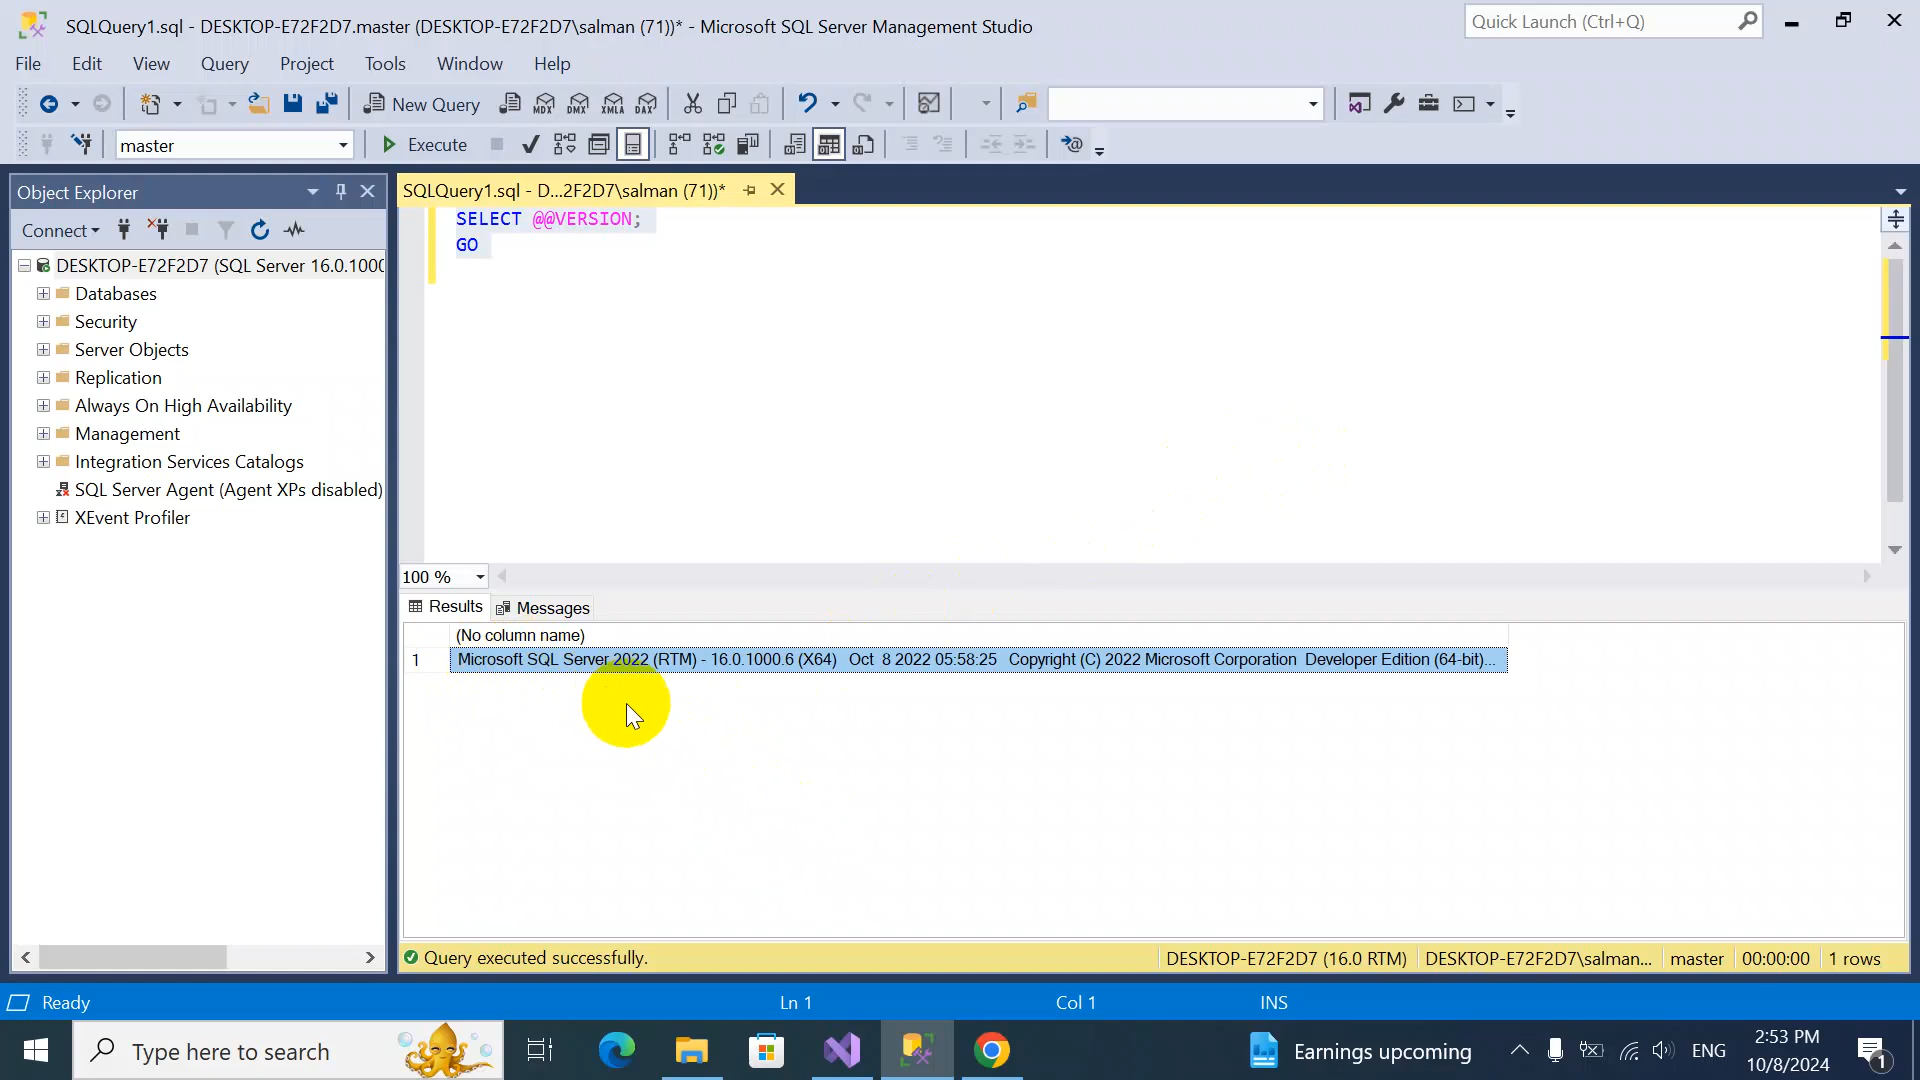 SQLQuery1.sql - DESKTOP-E72F2D7.master (DESKTOP-E72F2D7\salman (71))* - Microsoft SQL Server Management Studio
Quick Launch (Ctrl+Q)
File Edit View Query Project Tools Window Help
New Query MDX DMX XMLA DAX
master Execute
Object Explorer
SQLQuery1.sql - D...2F2D7\salman (71))*
Connect
DESKTOP-E72F2D7 (SQL Server 16.0.1000
Databases
Security
Server Objects
Replication
Always On High Availability
Management
Integration Services Catalogs
SQL Server Agent (Agent XPs disabled)
XEvent Profiler
SELECT @@VERSION;
GO
100 %
Results Messages
(No column name)
1 Microsoft SQL Server 2022 (RTM) - 16.0.1000.6 (X64) Oct 8 2022 05:58:25 Copyright (C) 2022 Microsoft Corporation Developer Edition (64-bit)...
Query executed successfully. DESKTOP-E72F2D7 (16.0 RTM) DESKTOP-E72F2D7\salman... master 00:00:00 1 rows
Ready Ln 1 Col 1 INS
Type here to search
Earnings upcoming
ENG
2:53 PM
10/8/2024
1